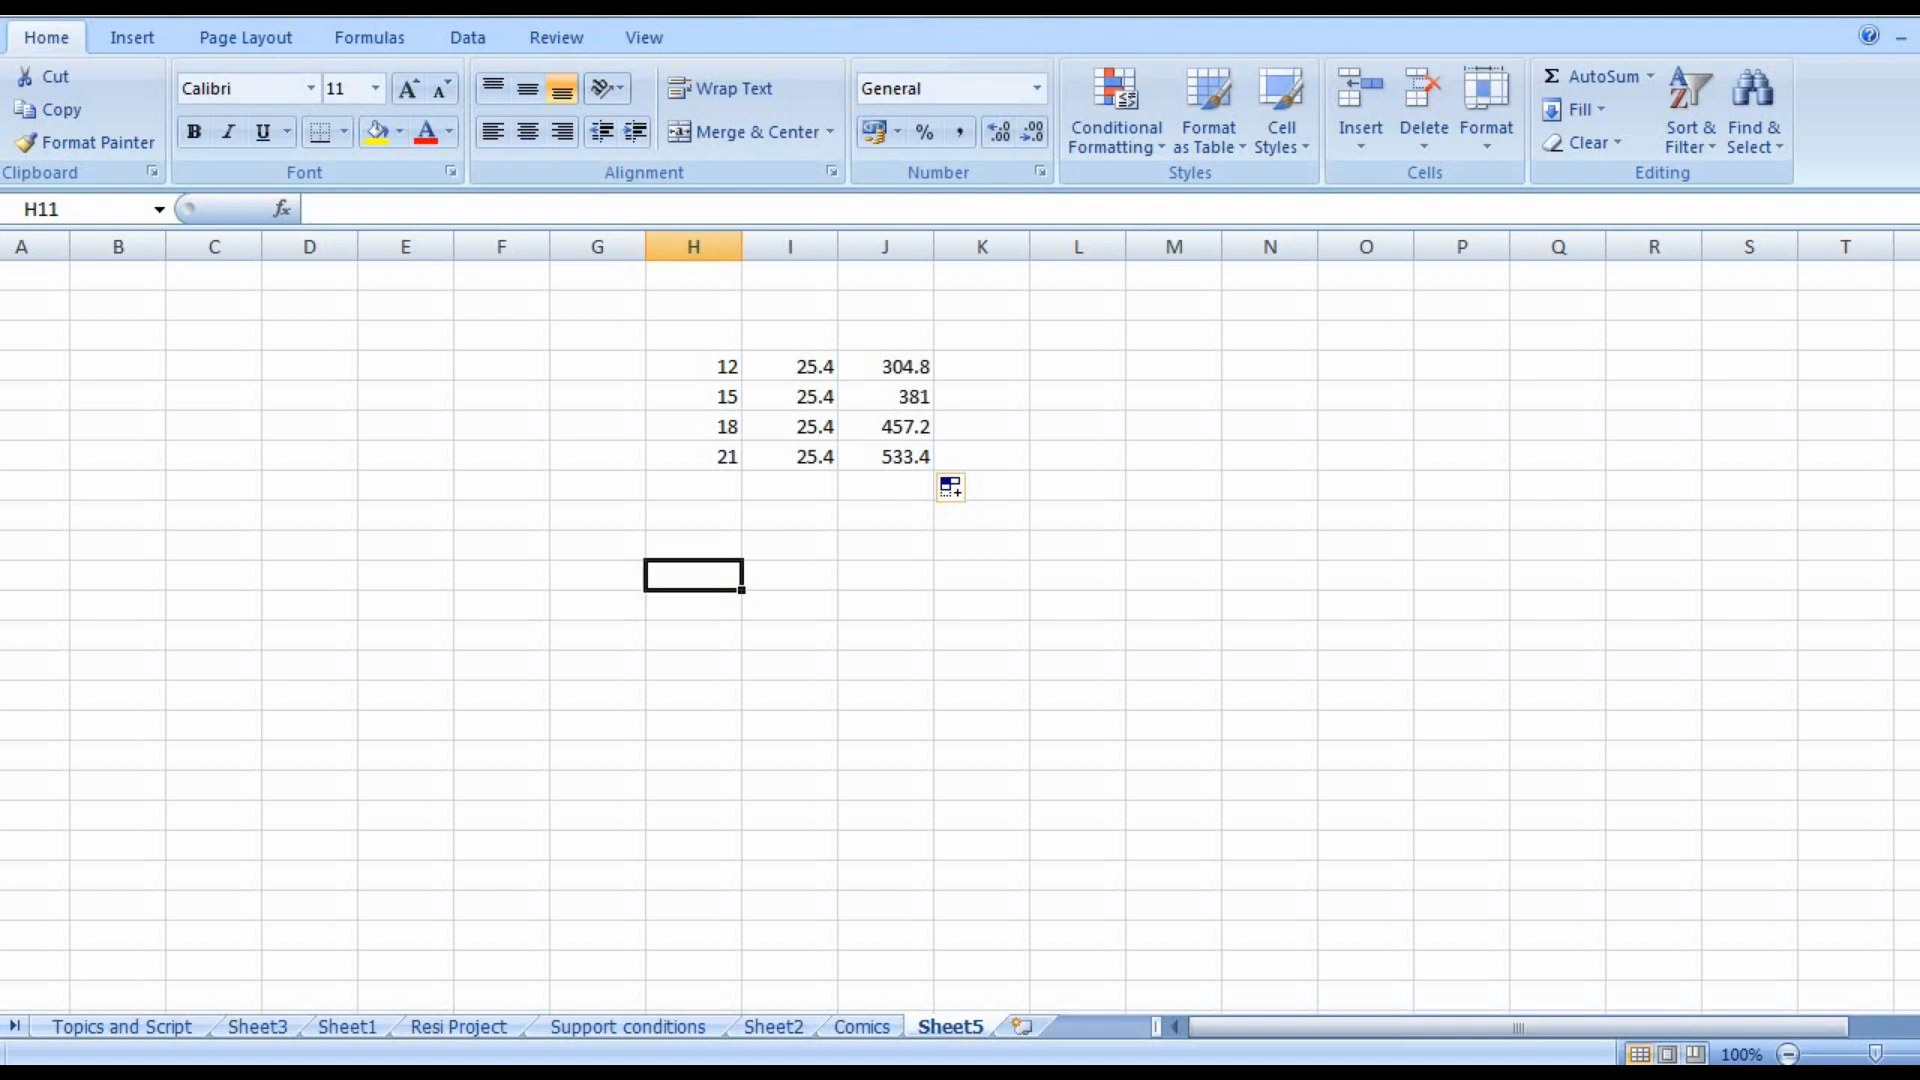 Home Insert Page Layout Formulas Data Review View
Cut
Copy
Format Painter
Clipboard
Calibri 11
B I U A
Font
Wrap Text
Merge & Center
Alignment
General
% ,
Number
Conditional Formatting
Format as Table
Cell Styles
Styles
Insert Delete Format
Cells
Σ AutoSum
Fill
Clear
Sort & Filter
Find & Select
Editing
H11 fx
A B C D E F G H I J K L M N O P Q R S T
12 25.4 304.8
15 25.4 381
18 25.4 457.2
21 25.4 533.4
Topics and Script Sheet3 Sheet1 Resi Project Support conditions Sheet2 Comics Sheet5
100%